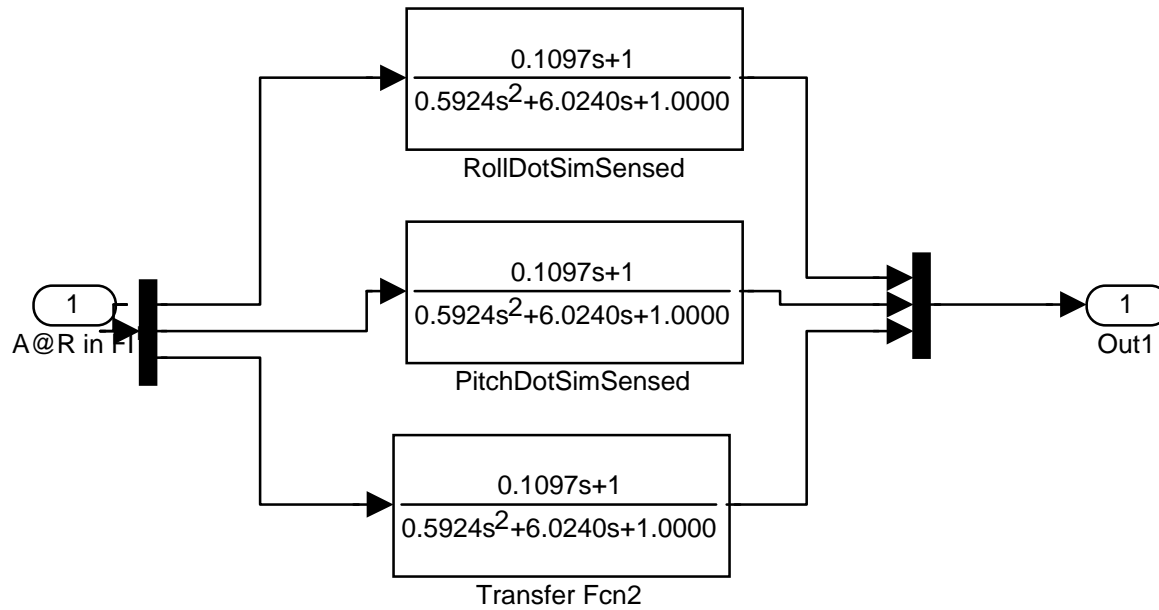 0.1097s+1
0.5924s²+6.0240s+1.0000
RollDotSimSensed
1
A@R in
0.1097s+1
0.5924s²+6.0240s+1.0000
PitchDotSimSensed
1
Out1
0.1097s+1
0.5924s²+6.0240s+1.0000
Transfer Fcn2